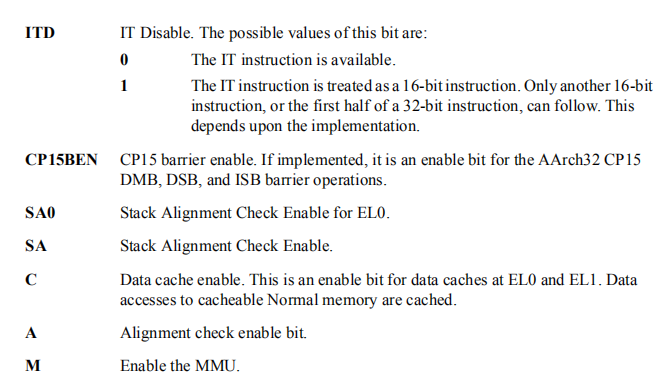 ITD IT Disable. The possible values of this bit are:
0 The IT instruction is available.
1 The IT instruction is treated as a 16-bit instruction. Only another 16-bit
instruction, or the first half of a 32-bit instruction, can follow. This
depends upon the implementation.
CP15BEN CP15 barrier enable. If implemented, it is an enable bit for the AArch32 CP15
DMB, DSB, and ISB barrier operations.
SA0 Stack Alignment Check Enable for EL0.
SA Stack Alignment Check Enable.
C Data cache enable. This is an enable bit for data caches at EL0 and EL1. Data
accesses to cacheable Normal memory are cached.
A Alignment check enable bit.
M Enable the MMU.